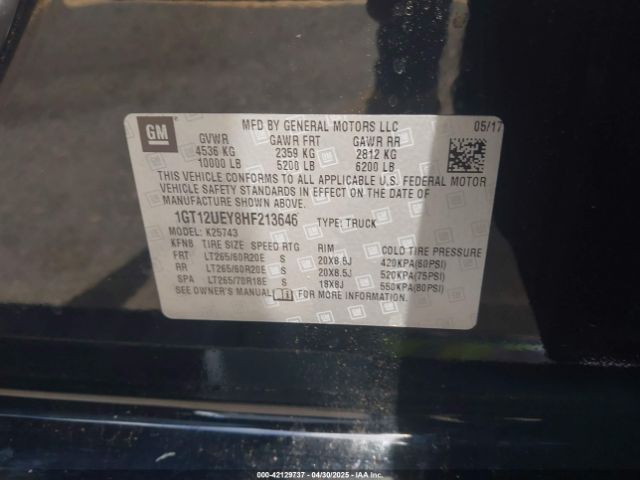 GM
MFD BY GENERAL MOTORS LLC 05/17
GVWR GAWR FRT GAWR RR
4536 KG 2359 KG 2812 KG
10000 LB 5200 LB 6200 LB
THIS VEHICLE CONFORMS TO ALL APPLICABLE U.S. FEDERAL MOTOR
VEHICLE SAFETY STANDARDS IN EFFECT ON THE DATE OF
MANUFACTURE SHOWN ABOVE.
1GT12UEY8HF213646 TYPE: TRUCK
MODEL: K25743
KFN8 TIRE SIZE SPEED RTG RIM COLD TIRE PRESSURE
FRT LT265/60R20E S 20X8.5J 420KPA(60PSI)
RR LT265/60R20E S 20X8.5J 520KPA(75PSI)
SPA LT265/70R18E S 18X8J 550KPA(80PSI)
SEE OWNER'S MANUAL FOR MORE INFORMATION.
© IAA - 42129737 - 04/30/2025 - iaai.com